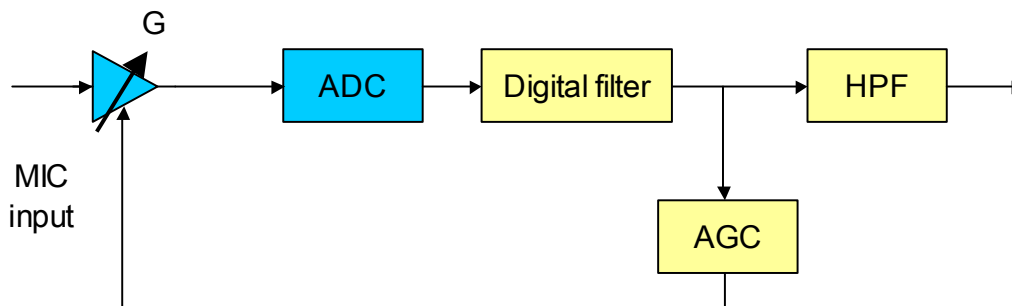 G
ADC
Digital filter
HPF
MIC
input
AGC